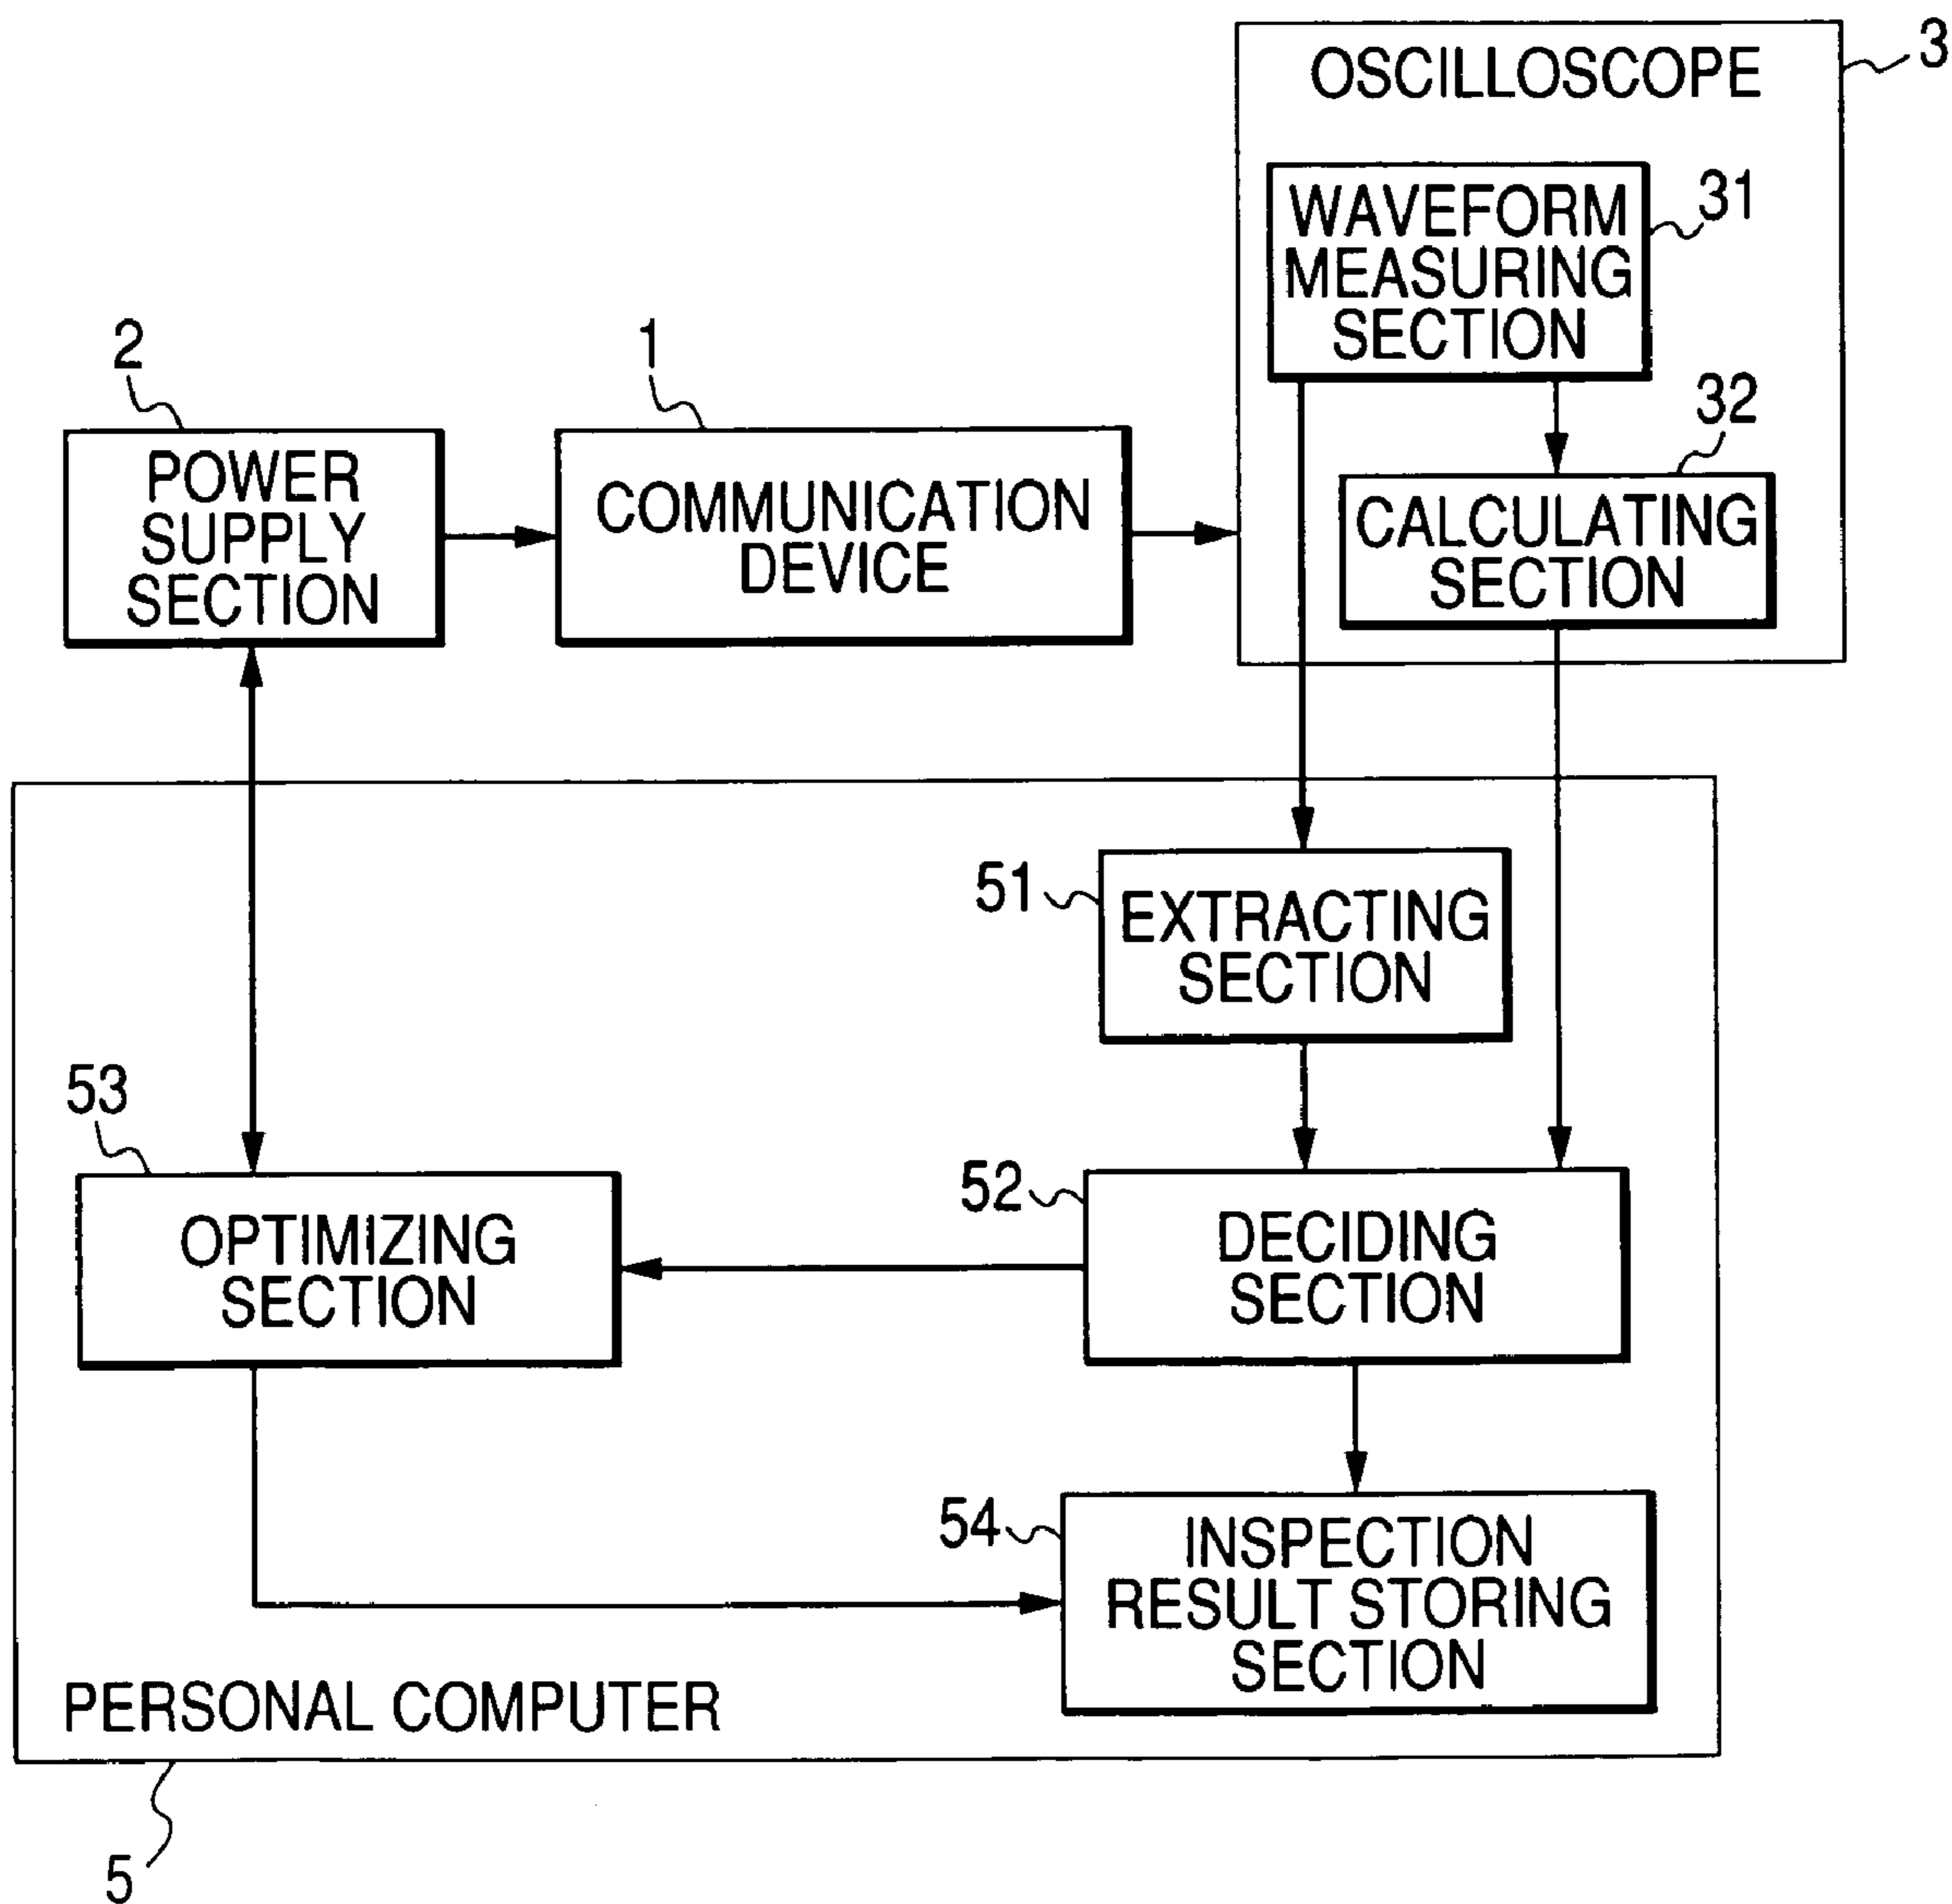 3
OSCILLOSCOPE
31
WAVEFORM
MEASURING
SECTION
2
1
32
POWER
SUPPLY
SECTION
COMMUNICATION
DEVICE
CALCULATING
SECTION
51
EXTRACTING
SECTION
53
52
OPTIMIZING
SECTION
DECIDING
SECTION
54
INSPECTION
RESULT STORING
SECTION
PERSONAL COMPUTER
5